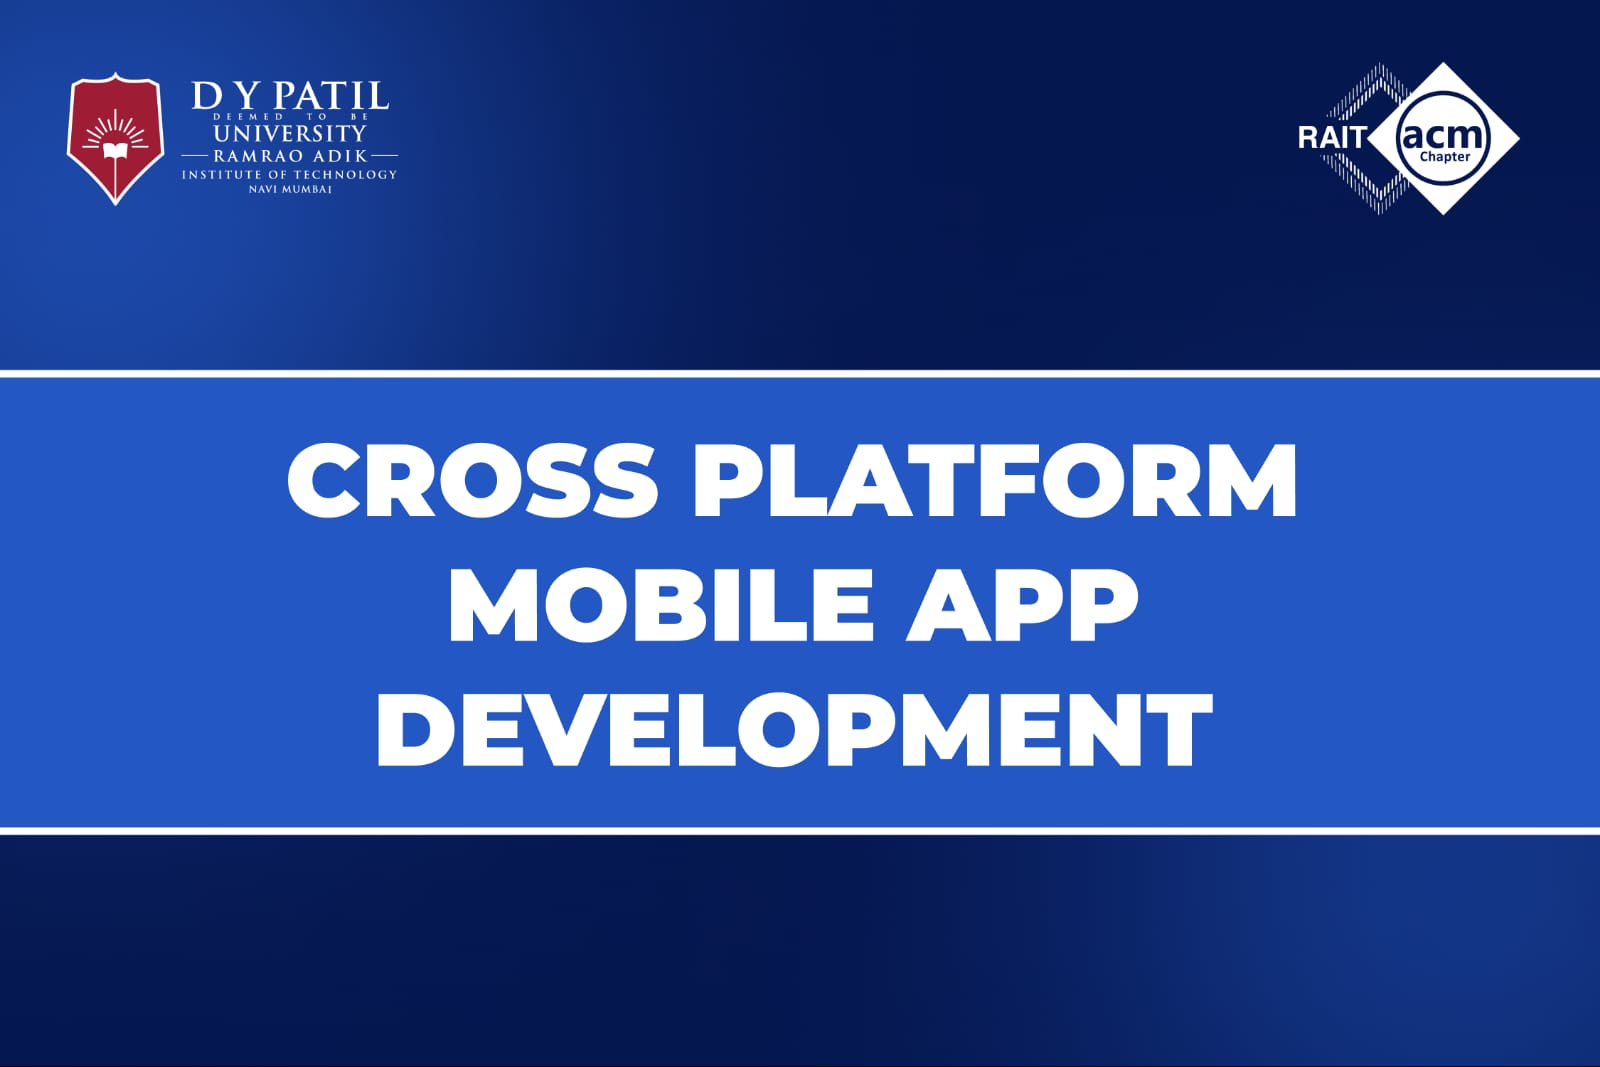 D Y PATIL
DEEMED TO BE
UNIVERSITY
RAMRAO ADIK
INSTITUTE OF TECHNOLOGY
NAVI MUMBAI
RAIT
acm
Chapter
CROSS PLATFORM
MOBILE APP
DEVELOPMENT